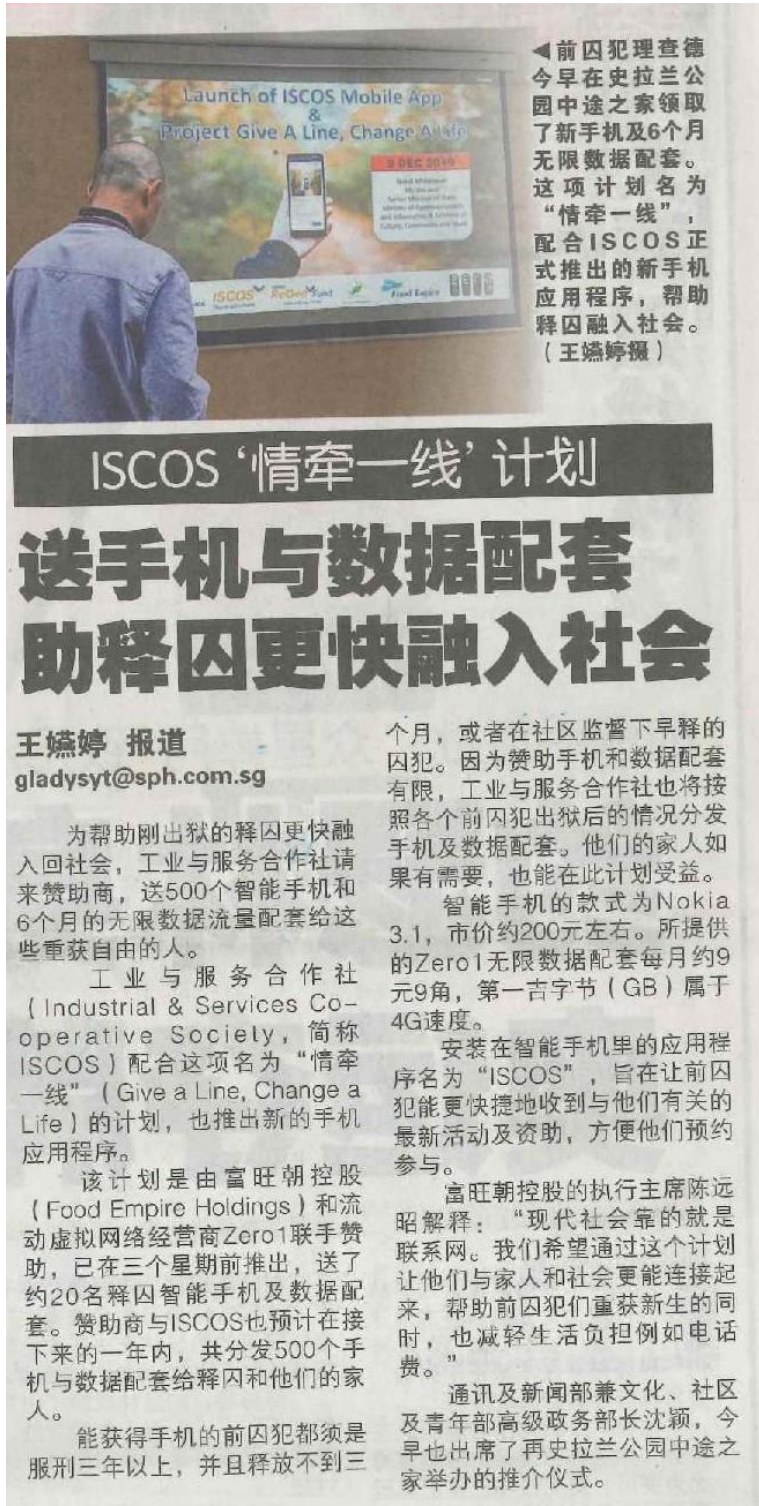 Launch of ISCOS Mobile App
&
Project Give A Line, Change A Life
9 DEC 2019
ISCOS
Food Empire
◀前囚犯理查德
今早在史拉兰公
园中途之家领取
了新手机及6个月
无限数据配套。
这项计划名为
“情牵一线”，
配合ISCOS正
式推出的新手机
应用程序，帮助
释囚融入社会。
（王嬿婷摄）
ISCOS ‘情牵一线’ 计划
送手机与数据配套
助释囚更快融入社会
王嬿婷 报道
gladysyt@sph.com.sg
为帮助刚出狱的释囚更快融
入回社会，工业与服务合作社请
来赞助商，送500个智能手机和
6个月的无限数据流量配套给这
些重获自由的人。
工业与服务合作社
（Industrial & Services Co-
operative Society，简称
ISCOS）配合这项名为“情牵
一线”（Give a Line, Change a
Life）的计划，也推出新的手机
应用程序。
该计划是由富旺朝控股
（Food Empire Holdings）和流
动虚拟网络经营商Zero1联手赞
助，已在三个星期前推出，送了
约20名释囚智能手机及数据配
套。赞助商与ISCOS也预计在接
下来的一年内，共分发500个手
机与数据配套给释囚和他们的家
人。
能获得手机的前囚犯都须是
服刑三年以上，并且释放不到三
个月，或者在社区监督下早释的
囚犯。因为赞助手机和数据配套
有限，工业与服务合作社也将按
照各个前囚犯出狱后的情况分发
手机及数据配套。他们的家人如
果有需要，也能在此计划受益。
智能手机的款式为Nokia
3.1，市价约200元左右。所提供
的Zero1无限数据配套每月约9
元9角，第一吉字节（GB）属于
4G速度。
安装在智能手机里的应用程
序名为“ISCOS”，旨在让前囚
犯能更快捷地收到与他们有关的
最新活动及资助，方便他们预约
参与。
富旺朝控股的执行主席陈远
昭解释：“现代社会靠的就是
联系网。我们希望通过这个计划
让他们与家人和社会更能连接起
来，帮助前囚犯们重获新生的同
时，也减轻生活负担例如电话
费。”
通讯及新闻部兼文化、社区
及青年部高级政务部长沈颖，今
早也出席了再史拉兰公园中途之
家举办的推介仪式。